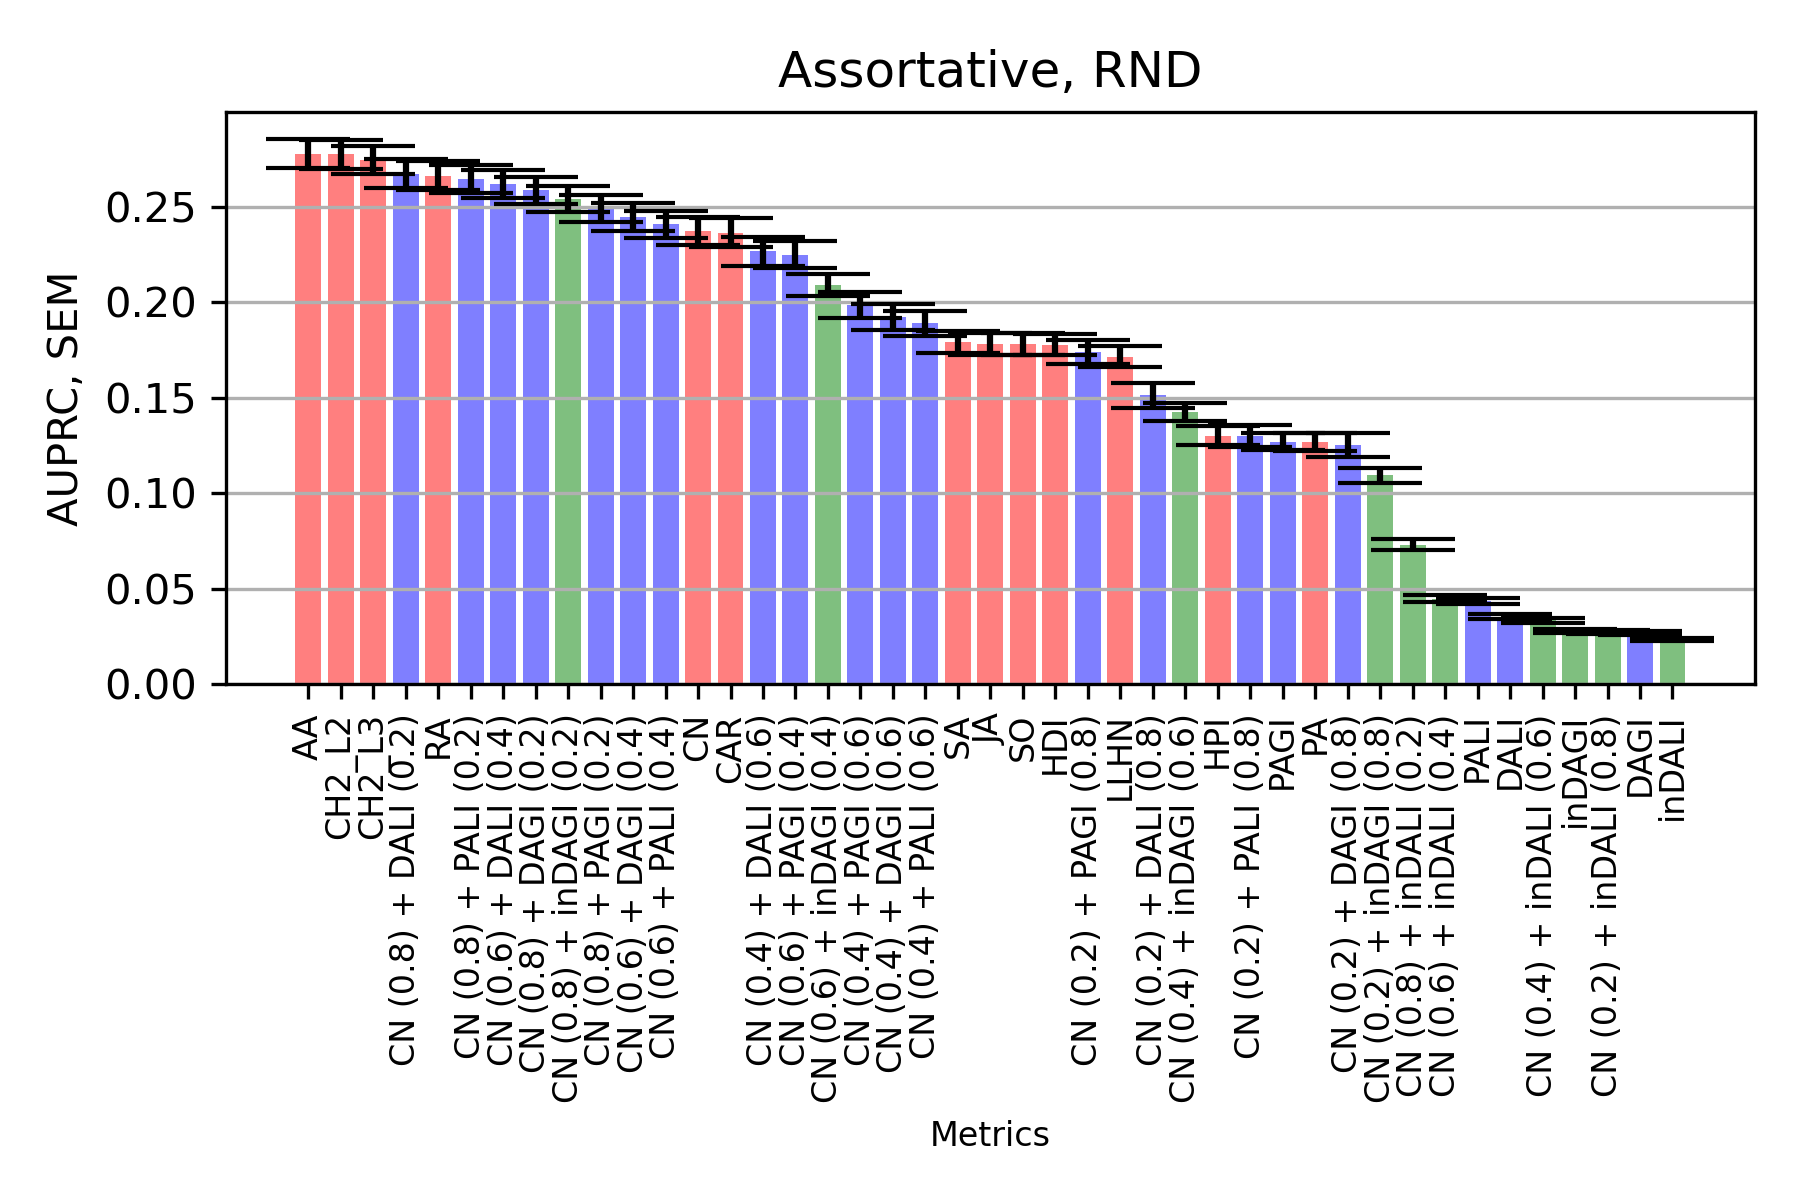 Assortative, RND
AUPRC, SEM
0.25
0.20
0.15
0.10
0.05
0.00
AA
CH2_L2
CH2_L3
CN (0.8) + DALI (0.2)
RA
CN (0.8) + PALI (0.2)
CN (0.6) + DALI (0.4)
CN (0.8) + DAGI (0.2)
CN (0.8) + inDAGI (0.2)
CN (0.8) + PAGI (0.2)
CN (0.6) + DAGI (0.4)
CN (0.6) + PALI (0.4)
CN
CAR
CN (0.4) + DALI (0.6)
CN (0.6) + PAGI (0.4)
CN (0.6) + inDAGI (0.4)
CN (0.4) + PAGI (0.6)
CN (0.4) + DAGI (0.6)
CN (0.4) + PALI (0.6)
SA
JA
SO
HDI
CN (0.2) + PAGI (0.8)
LLHN
CN (0.2) + DALI (0.8)
CN (0.4) + inDAGI (0.6)
HPI
CN (0.2) + PALI (0.8)
PAGI
PA
CN (0.2) + DAGI (0.8)
CN (0.2) + inDAGI (0.8)
CN (0.8) + inDALI (0.2)
CN (0.6) + inDALI (0.4)
PALI
DALI
CN (0.4) + inDALI (0.6)
inDAGI
CN (0.2) + inDALI (0.8)
DAGI
inDALI
Metrics